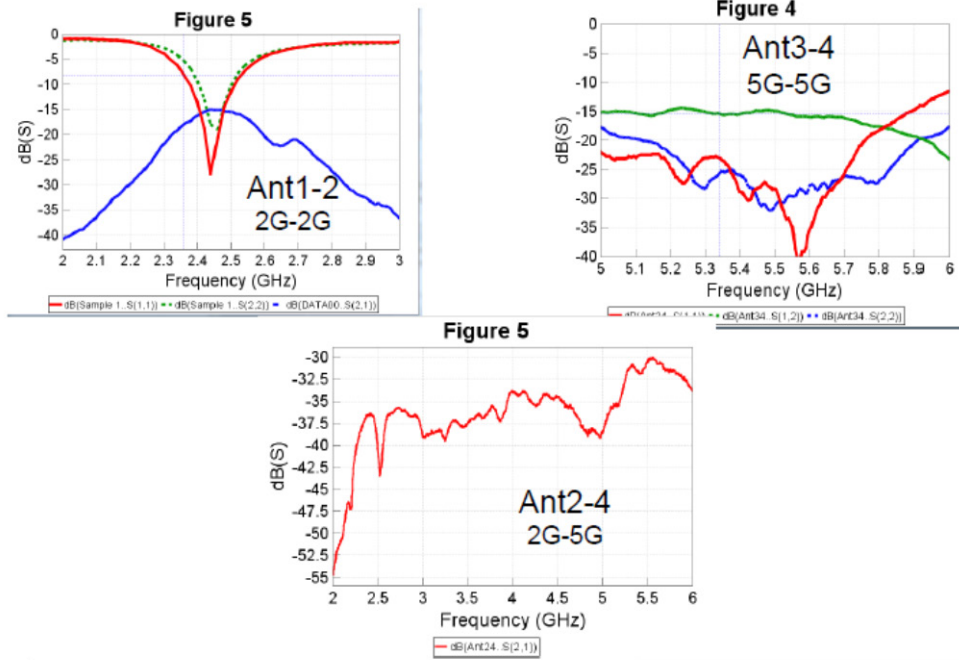 Figure 5
0
-5
-10
-15
-20
-25
-30
-35
-40
dB(S)
Ant1-2
2G-2G
2 2.1 2.2 2.3 2.4 2.5 2.6 2.7 2.8 2.9 3
Frequency (GHz)
dB(Sample 1..S(1,1)) dB(Sample 1..S(2,2)) dB(DATA00..S(2,1))
Figure 4
0
-5
-10
-15
-20
-25
-30
-35
-40
dB(S)
Ant3-4
5G-5G
5 5.1 5.2 5.3 5.4 5.5 5.6 5.7 5.8 5.9 6
Frequency (GHz)
dB(Ant34..S(1,1)) dB(Ant34..S(1,2)) dB(Ant34..S(2,2))
Figure 5
-30
-32.5
-35
-37.5
-40
-42.5
-45
-47.5
-50
-52.5
-55
dB(S)
Ant2-4
2G-5G
2 2.5 3 3.5 4 4.5 5 5.5 6
Frequency (GHz)
dB(Ant24..S(2,1))